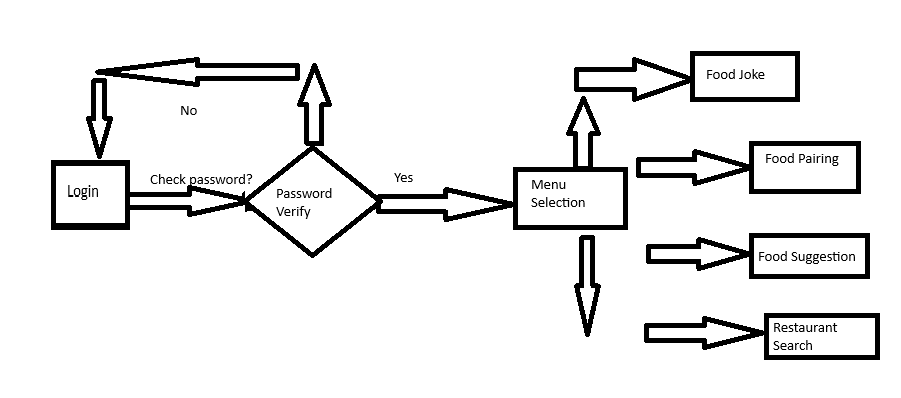 Food Joke
No
Food Pairing
Check password?
Yes
Login
Password
Verify
Menu
Selection
Food Suggestion
Restaurant
Search